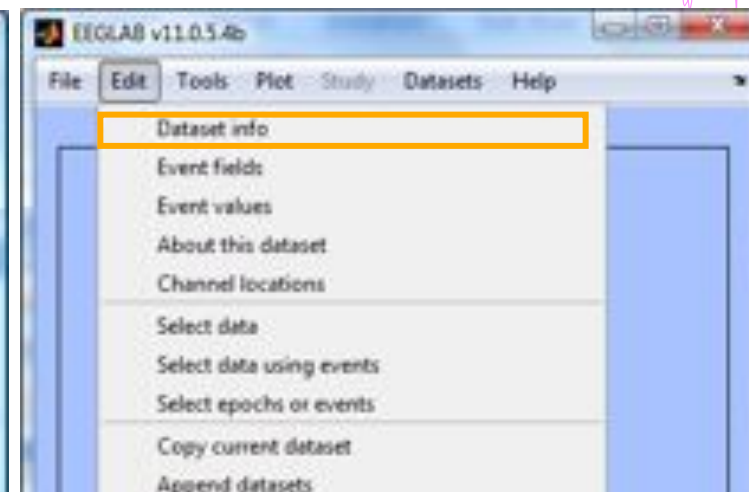 EEGLAB v11.0.5.4b
File Edit Tools Plot Study Datasets Help
Dataset info
Event fields
Event values
About this dataset
Channel locations
Select data
Select data using events
Select epochs or events
Copy current dataset
Append datasets